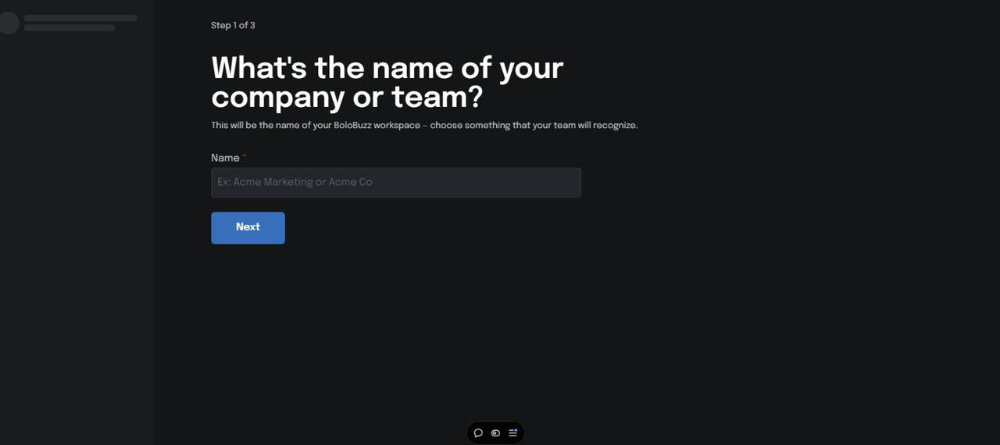 Step 1 of 3
What's the name of your
company or team?
This will be the name of your BoloBuzz workspace – choose something that your team will recognize.
Name *
Ex: Acme Marketing or Acme Co
Next